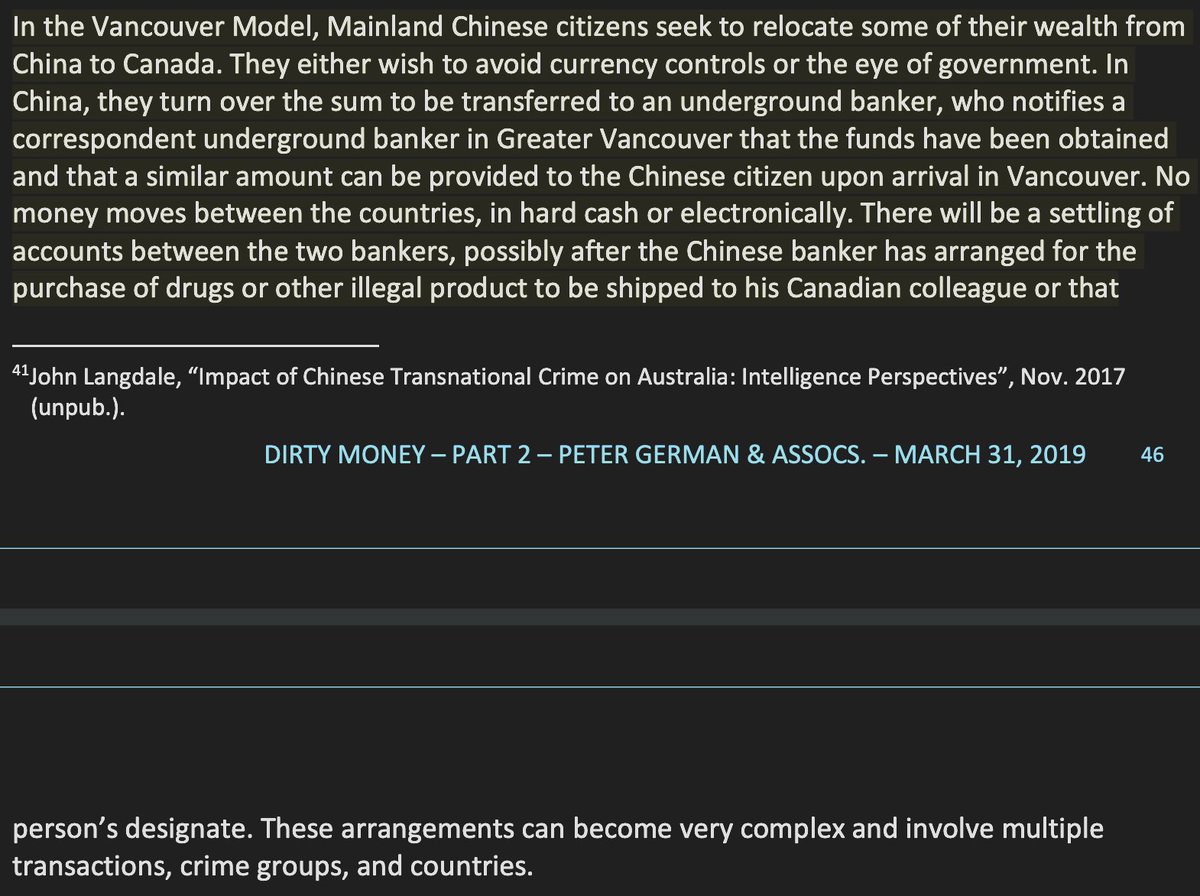 In the Vancouver Model, Mainland Chinese citizens seek to relocate some of their wealth from
China to Canada. They either wish to avoid currency controls or the eye of government. In
China, they turn over the sum to be transferred to an underground banker, who notifies a
correspondent underground banker in Greater Vancouver that the funds have been obtained
and that a similar amount can be provided to the Chinese citizen upon arrival in Vancouver. No
money moves between the countries, in hard cash or electronically. There will be a settling of
accounts between the two bankers, possibly after the Chinese banker has arranged for the
purchase of drugs or other illegal product to be shipped to his Canadian colleague or that
41John Langdale, “Impact of Chinese Transnational Crime on Australia: Intelligence Perspectives”, Nov. 2017
(unpub.).
DIRTY MONEY – PART 2 – PETER GERMAN & ASSOCS. – MARCH 31, 2019 46
person’s designate. These arrangements can become very complex and involve multiple
transactions, crime groups, and countries.